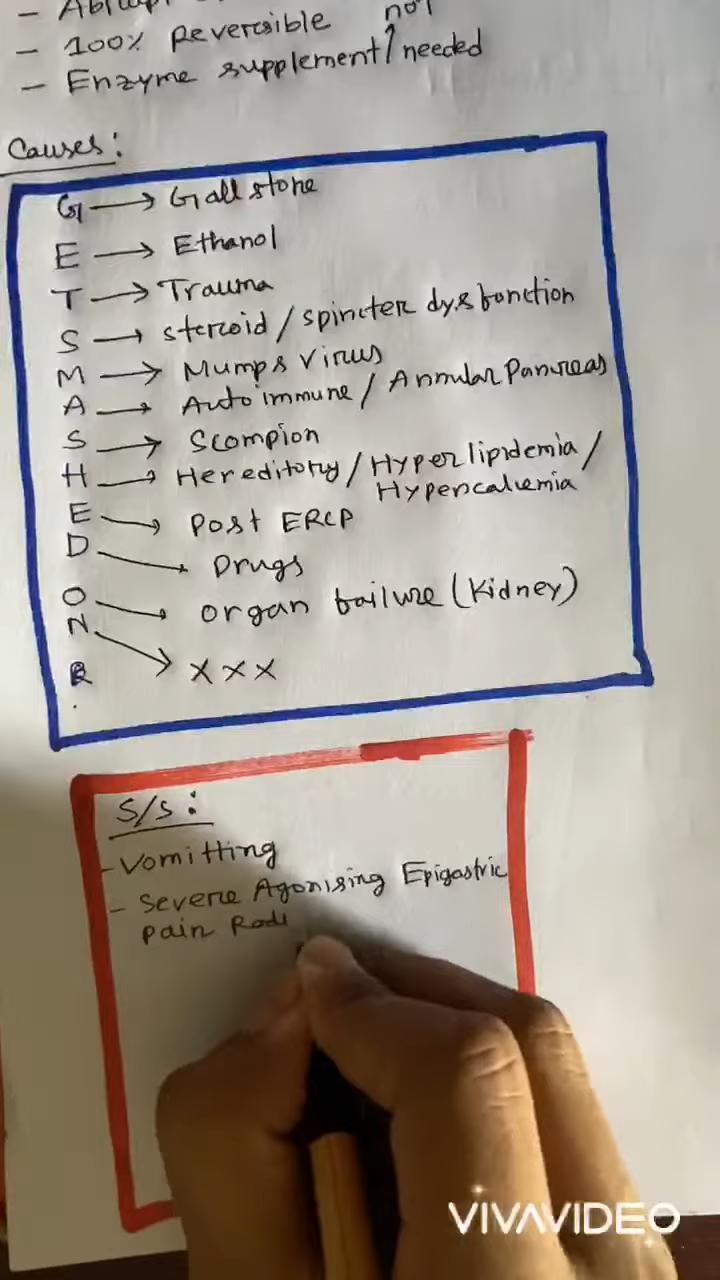 - 100% Reversible not
- Enzyme supplement needed
Causes:
G → Gall stone
E → Ethanol
T → Trauma
S → steroid / spincter dysfunction
M → Mumps virus
A → Auto immune / Annular Pancreas
S → Scorpion
H → Hereditory / Hyperlipidemia /
Hypercalcemia
E → Post ERCP
D → Drugs
O → organ failure (Kidney)
N → X X X
S/S:
- Vomitting
- Severe Agonising Epigastric
pain Radi
VIVAVIDEO